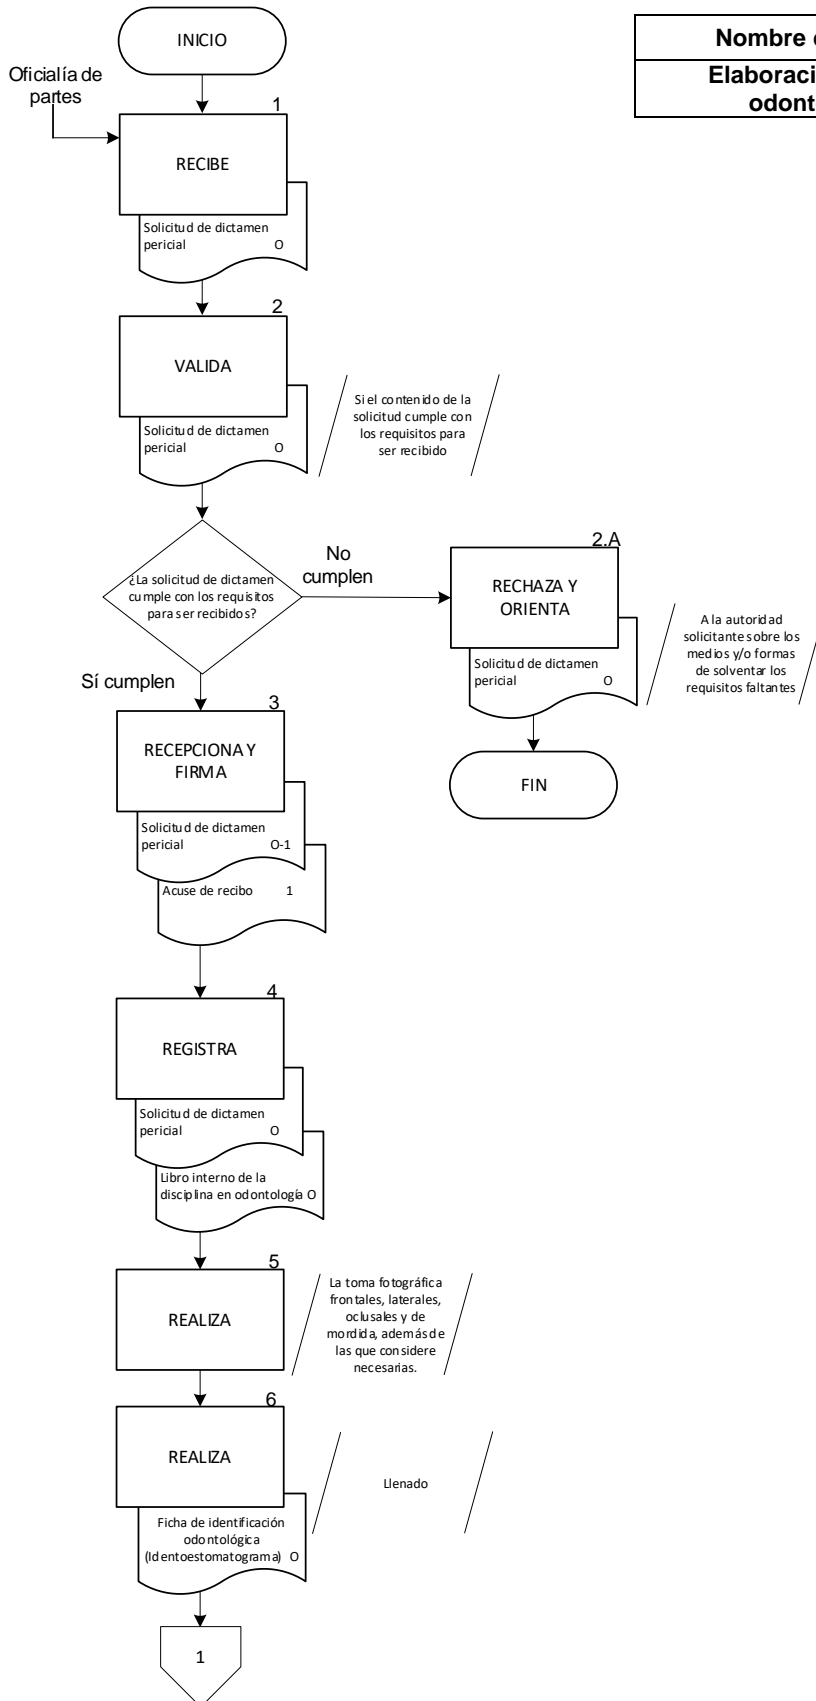 INICIO
Nombre
Elaboraci
odont
Oficialía de
partes
1
RECIBE
Solicitud de dictamen
pericial O
2
VALIDA
Solicitud de dictamen
pericial O
Si el contenido de la
solicitud cumple con
los requisitos para
ser recibido
¿La solicitud de dictamen
cumple con los requisitos
para ser recibidos?
No
cumplen
2.A
RECHAZA Y
ORIENTA
Solicitud de dictamen
pericial O
A la autoridad
solicitante sobre los
medios y/o formas
de solventar los
requisitos faltantes
FIN
Sí cumplen
3
RECEPCIONA Y
FIRMA
Solicitud de dictamen
pericial O-1
Acuse de recibo 1
4
REGISTRA
Solicitud de dictamen
pericial O
Libro interno de la
disciplina en odontología O
5
REALIZA
La toma fotográfica
frontales, laterales,
oclusales y de
mordida, además de
las que considere
necesarias.
6
REALIZA
Llenado
Ficha de identificación
odontológica
(Identoestomatograma) O
1